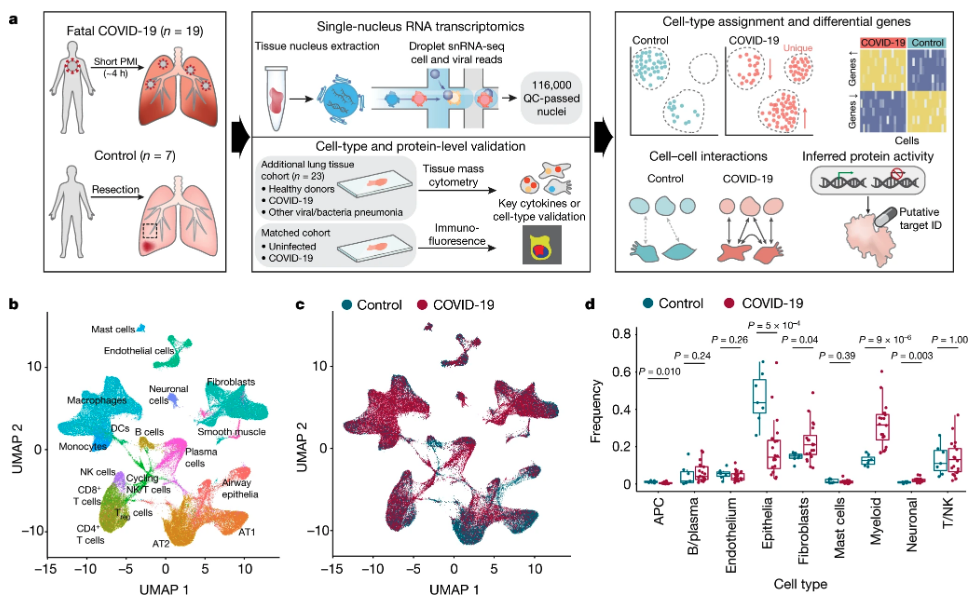 a
Fatal COVID-19 (n = 19)
Short PMI
(~4 h)
Control (n = 7)
Resection
Single-nucleus RNA transcriptomics
Tissue nucleus extraction
Droplet snRNA-seq
cell and viral reads
116,000
QC-passed
nuclei
Cell-type and protein-level validation
Additional lung tissue
cohort (n = 23)
• Healthy donors
• COVID-19
• Other viral/bacteria pneumonia
Tissue mass
cytometry
Key cytokines or
cell-type validation
Matched cohort
• Uninfected
• COVID-19
Immuno-
fluoresence
Cell-type assignment and differential genes
Control
COVID-19
Unique
COVID-19
Control
Genes ↑
Genes ↓
Cells
Cell–cell interactions
Control
COVID-19
Inferred protein activity
Putative
target ID
b
UMAP 2
10
0
−10
−15
−10
−5
0
5
10
15
UMAP 1
Mast cells
Endothelial cells
Neuronal
cells
Fibroblasts
Macrophages
DCs
B cells
Smooth muscle
Monocytes
Plasma
cells
NK cells
Cycling
NK/T cells
Airway
epithelia
CD8+
T cells
Treg cells
CD4+
T cells
AT2
AT1
c
Control
COVID-19
UMAP 2
10
0
−10
−15
−10
−5
0
5
10
15
UMAP 1
d
Control
COVID-19
Frequency
0.8
0.6
0.4
0.2
0
P = 0.010
P = 0.24
P = 0.26
P = 5 × 10−4
P = 0.04
P = 0.39
P = 9 × 10−6
P = 0.003
P = 1.00
APC
B/plasma
Endothelium
Epithelia
Fibroblasts
Mast cells
Myeloid
Neuronal
T/NK
Cell type